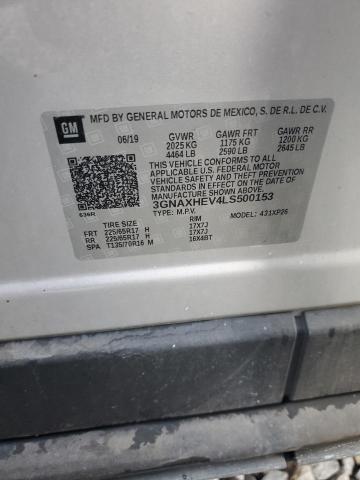 GM
MFD BY GENERAL MOTORS DE MEXICO, S. DE R.L. DE C.V.
06/19 GVWR GAWR FRT GAWR RR
2025 KG 1175 KG 1200 KG
4464 LB 2590 LB 2645 LB
THIS VEHICLE CONFORMS TO ALL
APPLICABLE U.S. FEDERAL
MOTOR VEHICLE SAFETY, BUMPER, AND THEFT
PREVENTION STANDARDS IN EFFECT ON THE DATE OF
MANUFACTURE SHOWN ABOVE.
3GNAXHEV4LS500153
TYPE: M.P.V. MODEL: 431XP26
TIRE SIZE RIM
FRT 225/65R17 H 17X7J
RR 225/65R17 H 17X7J
SPA T135/70R16 M 16X4BT